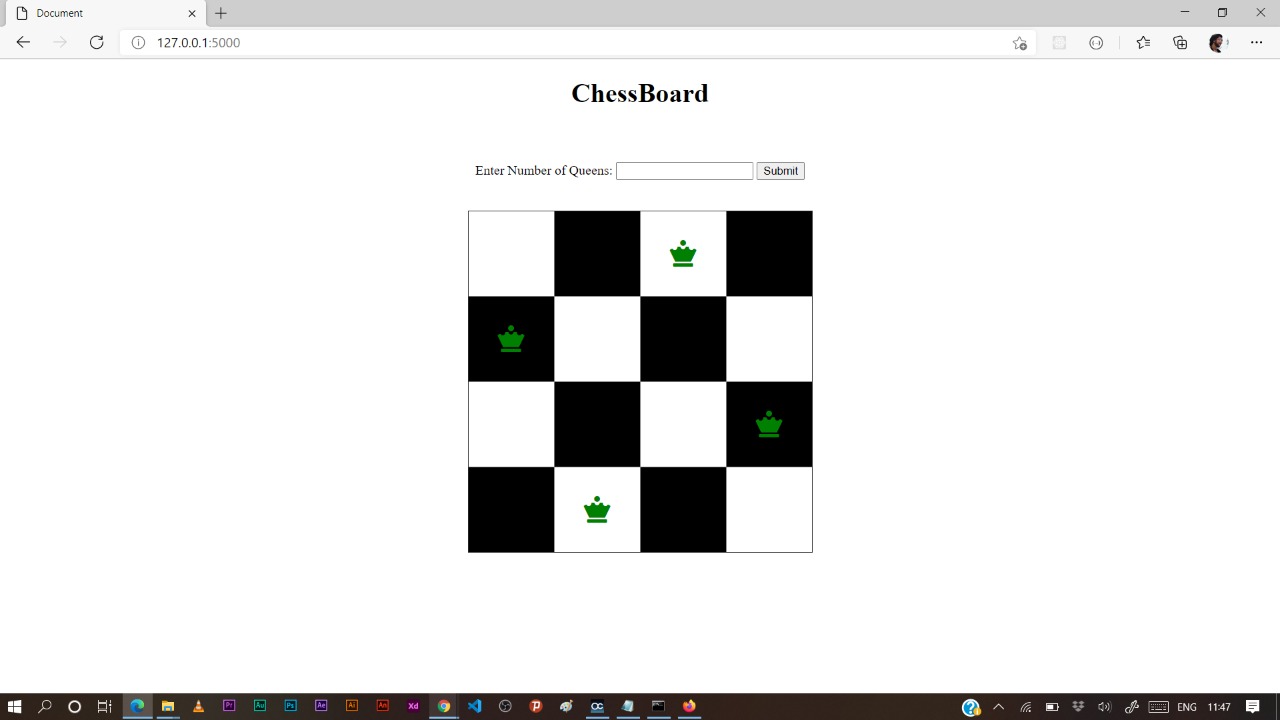 Document
127.0.0.1:5000
ChessBoard
Enter Number of Queens:
Submit
Pr
Au
Ps
Ae
Ai
An
Xd
ENG
11:47